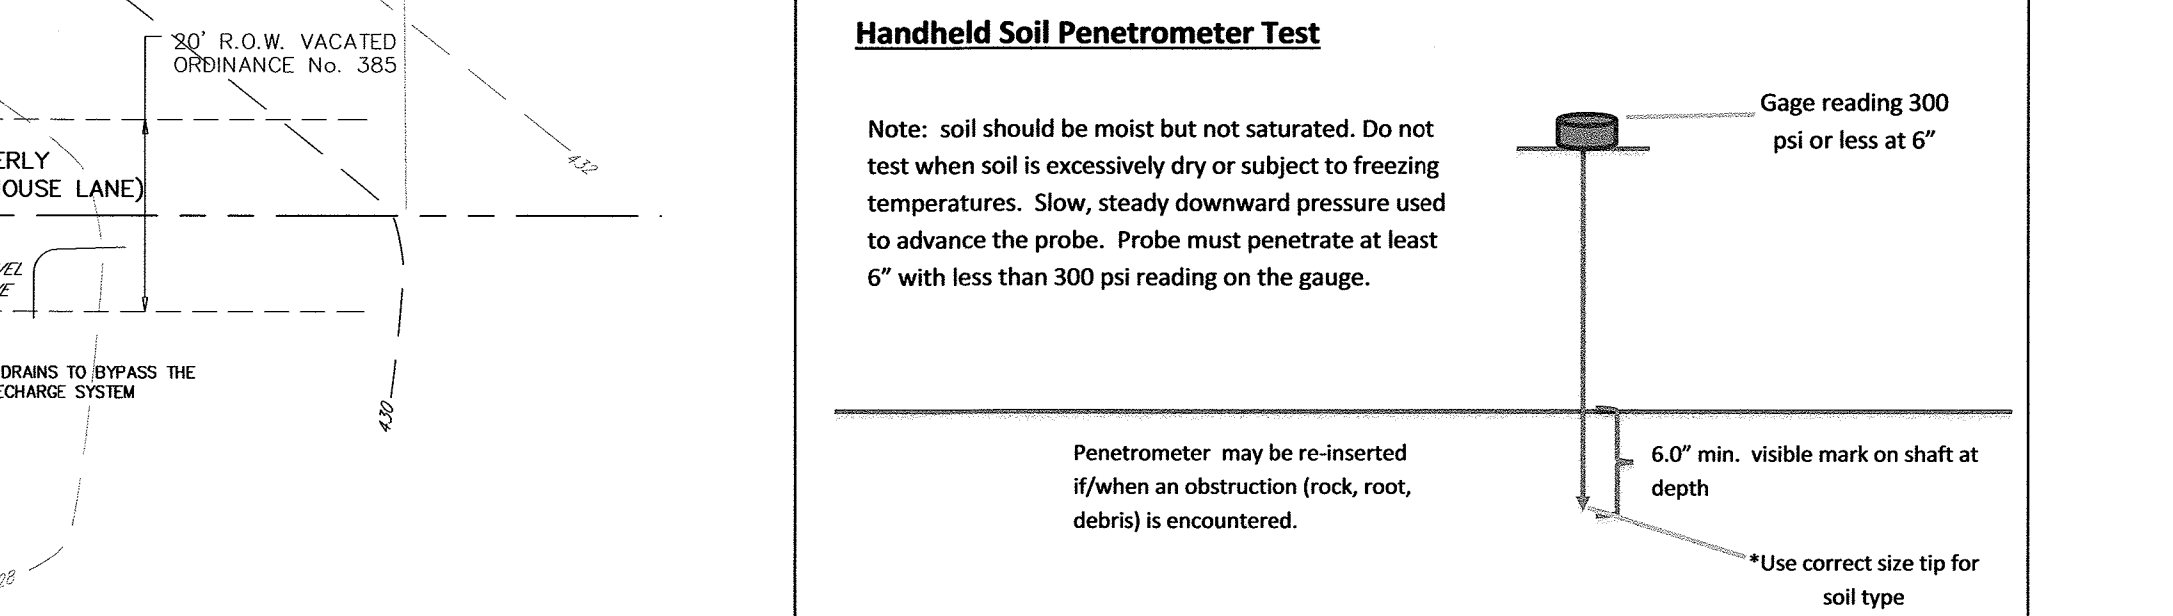 20' R.O.W. VACATED
ORDINANCE No. 385
ERLY
OUSE LANE)
VEL
VE
DRAINS TO BYPASS THE
ECHARGE SYSTEM
432
430
28
Handheld Soil Penetrometer Test
Note: soil should be moist but not saturated. Do not
test when soil is excessively dry or subject to freezing
temperatures. Slow, steady downward pressure used
to advance the probe. Probe must penetrate at least
6” with less than 300 psi reading on the gauge.
Gage reading 300
psi or less at 6”
Penetrometer may be re-inserted
if/when an obstruction (rock, root,
debris) is encountered.
6.0” min. visible mark on shaft at
depth
*Use correct size tip for
soil type